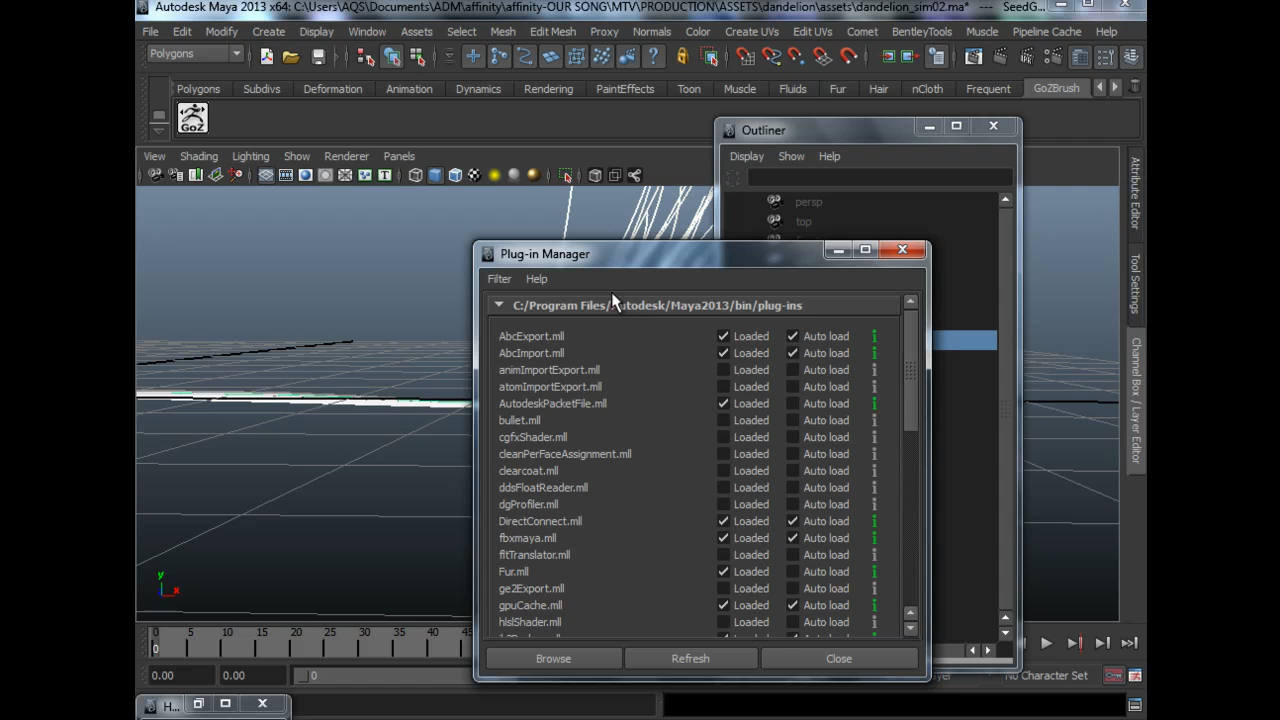 Autodesk Maya 2013 x64: C:\Users\AQS\Documents\ADM\affinity\affinity-OUR SONG\MTV\PRODUCTION\ASSETS\dandelion\assets\dandelion_sim02.ma* --- SeedG...
File Edit Modify Create Display Window Assets Select Mesh Edit Mesh Proxy Normals Color Create UVs Edit UVs Comet BentleyTools Muscle Pipeline Cache Help
Polygons
Polygons Subdivs Deformation Animation Dynamics Rendering PaintEffects Toon Muscle Fluids Fur Hair nCloth Frequent GoZBrush
GoZ
View Shading Lighting Show Renderer Panels
Outliner
Display Show Help
persp
top
Plug-in Manager
Filter Help
C:/Program Files/Autodesk/Maya2013/bin/plug-ins
AbcExport.mll Loaded Auto load i
AbcImport.mll Loaded Auto load i
animImportExport.mll Loaded Auto load i
atomImportExport.mll Loaded Auto load i
AutodeskPacketFile.mll Loaded Auto load i
bullet.mll Loaded Auto load i
cgfxShader.mll Loaded Auto load i
cleanPerFaceAssignment.mll Loaded Auto load i
clearcoat.mll Loaded Auto load i
ddsFloatReader.mll Loaded Auto load i
dgProfiler.mll Loaded Auto load i
DirectConnect.mll Loaded Auto load i
fbxmaya.mll Loaded Auto load i
fltTranslator.mll Loaded Auto load i
Fur.mll Loaded Auto load i
ge2Export.mll Loaded Auto load i
gpuCache.mll Loaded Auto load i
hlslShader.mll Loaded Auto load i
Browse Refresh Close
Attribute Editor
Tool Settings
Channel Box / Layer Editor
y
x
0 5 10 15 20 25 30 35 40 45
0
0.00 0.00 0
No Character Set
H...